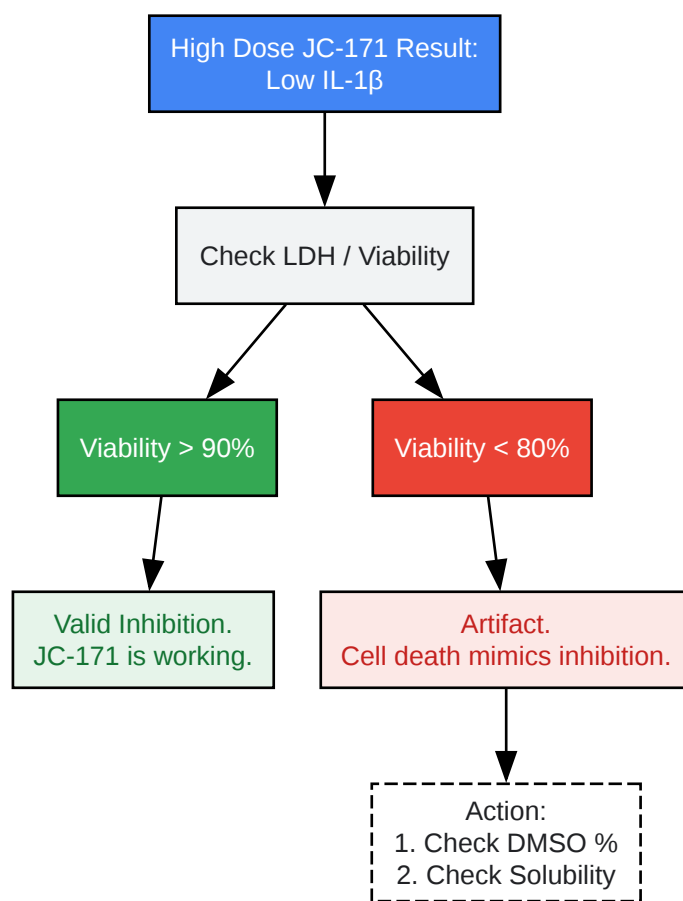 High Dose JC-171 Result:
Low IL-1β
Check LDH / Viability
Viability > 90%
Viability < 80%
Valid Inhibition.
JC-171 is working.
Artifact.
Cell death mimics inhibition.
Action:
1. Check DMSO %
2. Check Solubility